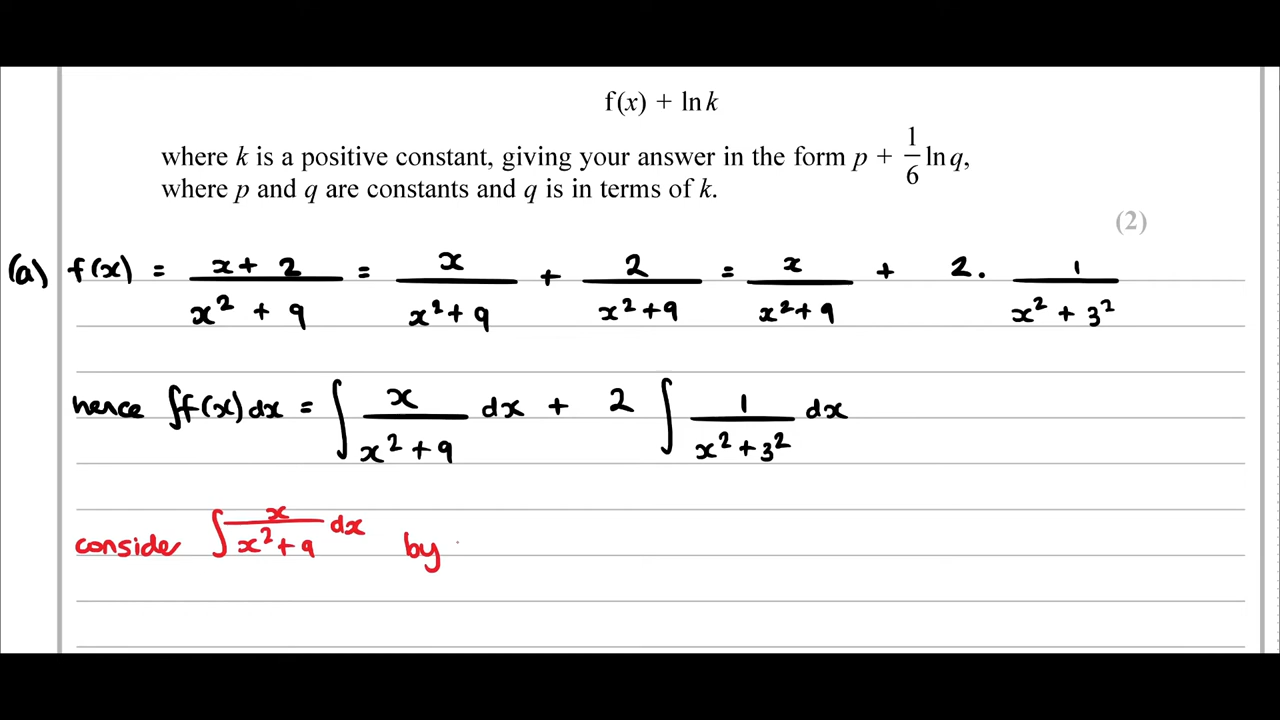 f(x) + ln k
where k is a positive constant, giving your answer in the form p + 1/6 ln q,
where p and q are constants and q is in terms of k.
(2)
(a) f(x) = (x + 2)/(x² + 9) = x/(x² + 9) + 2/(x² + 9) = x/(x² + 9) + 2 · 1/(x² + 3²)
hence ∫f(x)dx = ∫ x/(x² + 9) dx + 2 ∫ 1/(x² + 3²) dx
consider ∫ x/(x² + 9) dx by